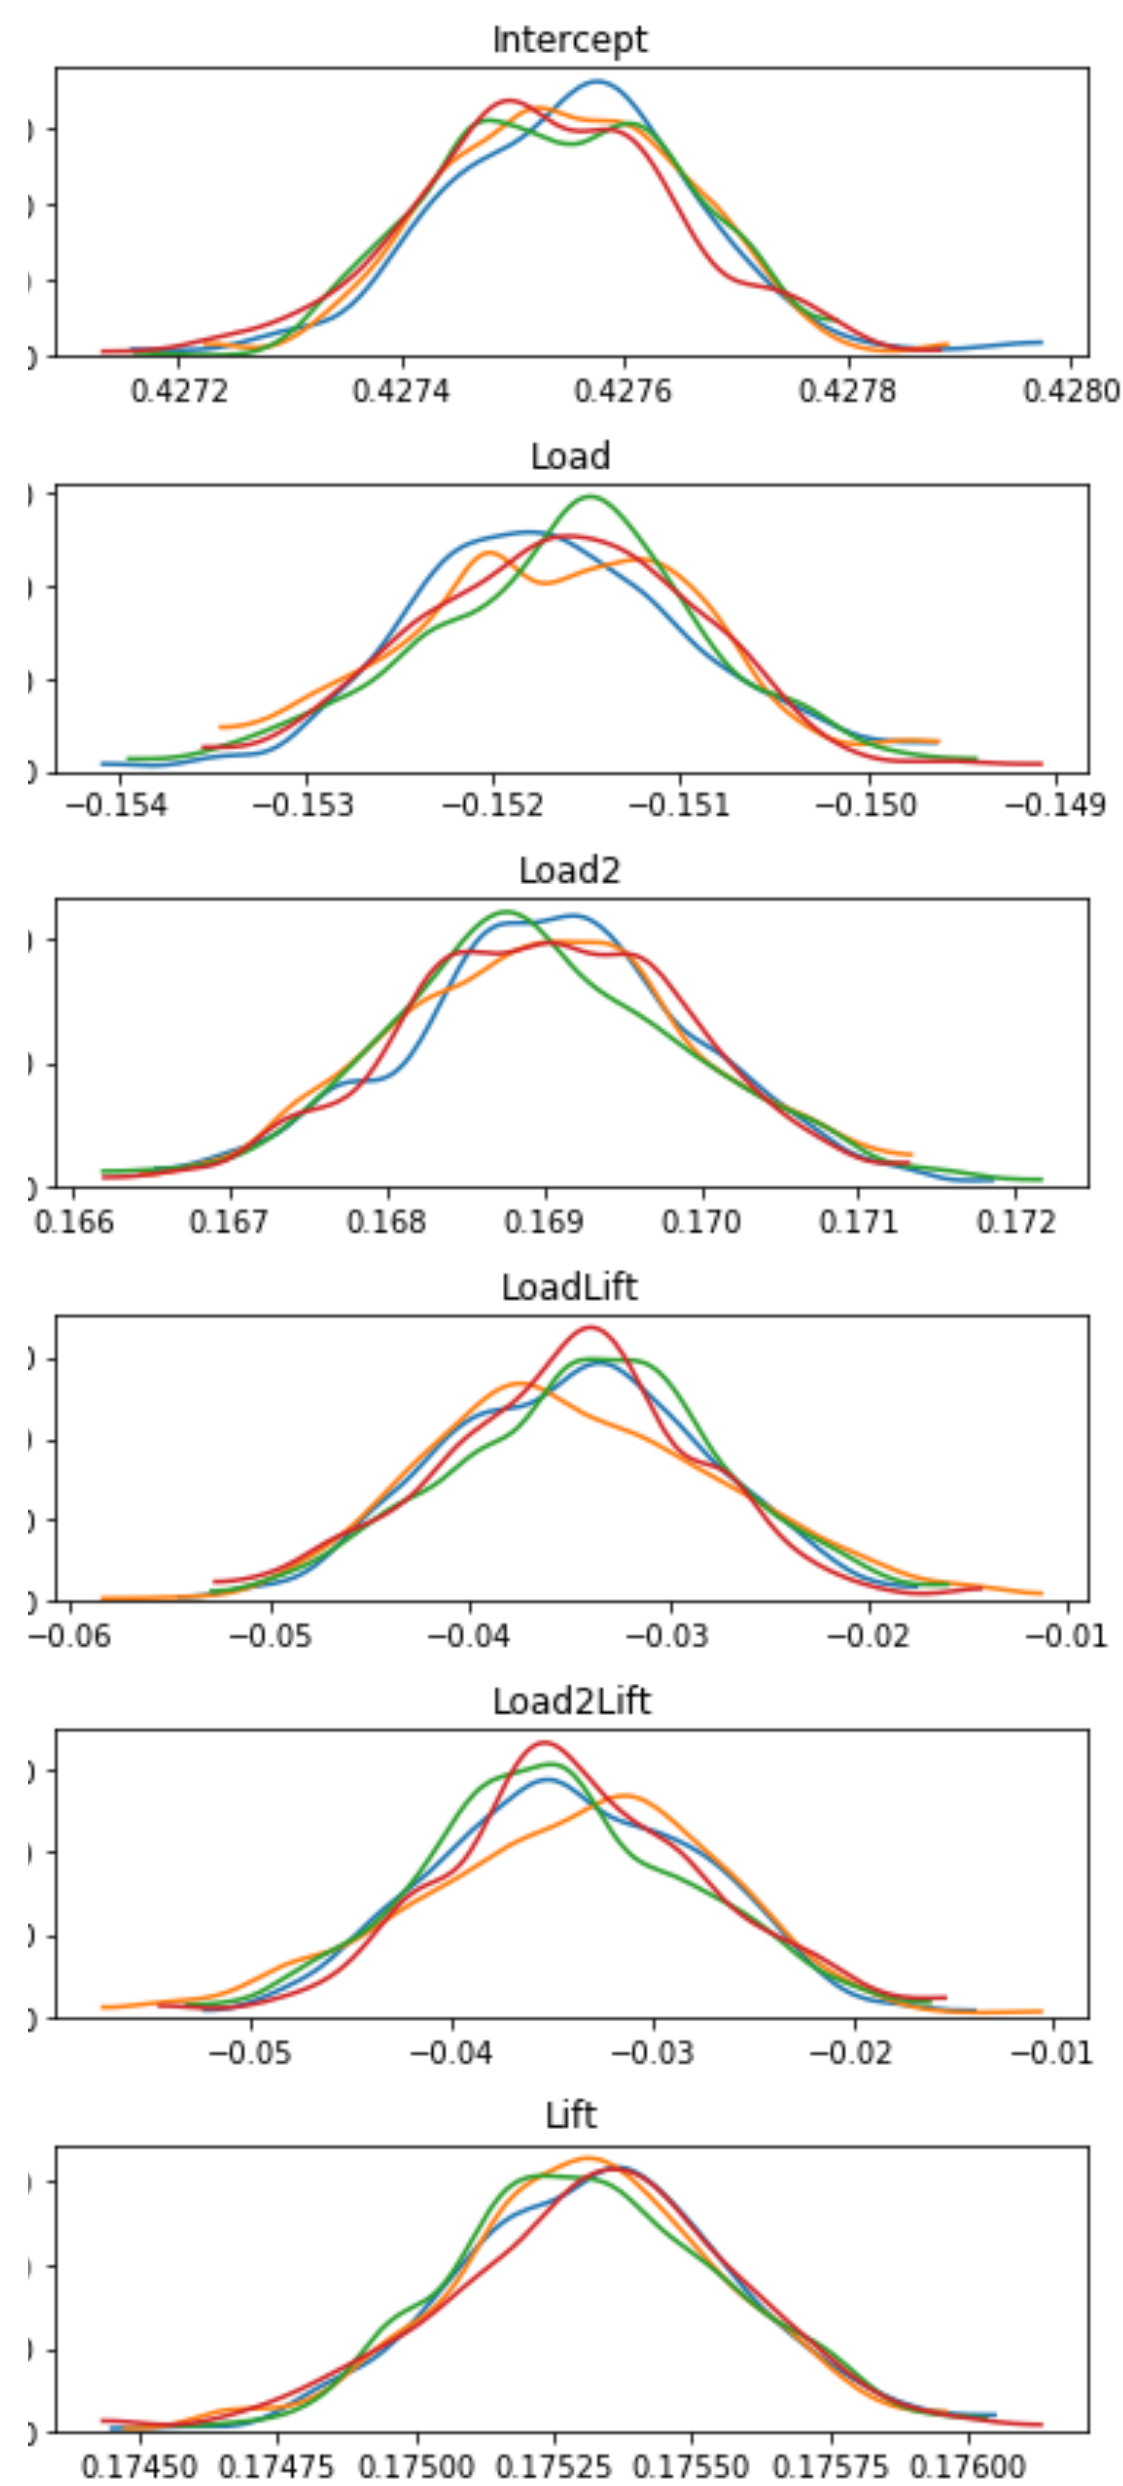 Intercept
0.4272 0.4274 0.4276 0.4278 0.4280
Load
−0.154 −0.153 −0.152 −0.151 −0.150 −0.149
Load2
0.166 0.167 0.168 0.169 0.170 0.171 0.172
LoadLift
−0.06 −0.05 −0.04 −0.03 −0.02 −0.01
Load2Lift
−0.05 −0.04 −0.03 −0.02 −0.01
Lift
0.17450 0.17475 0.17500 0.17525 0.17550 0.17575 0.17600